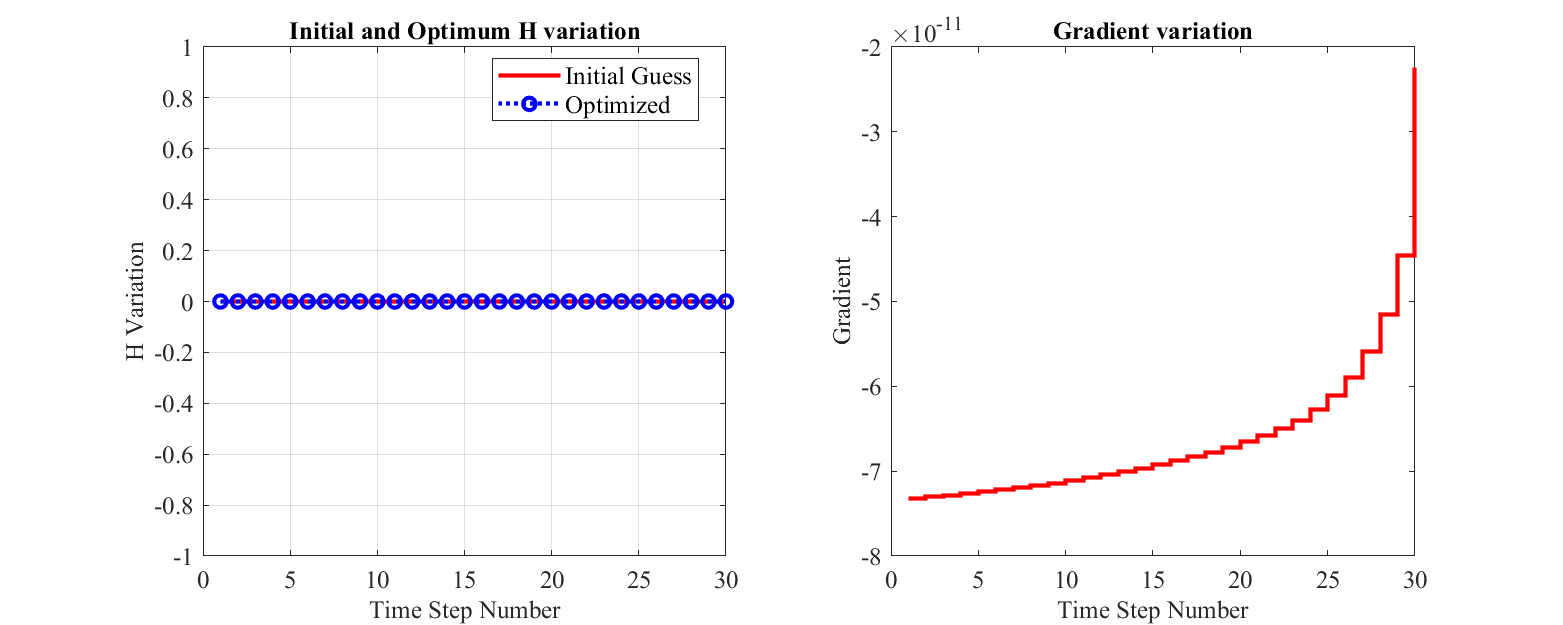 Initial and Optimum H variation
1
0.8
0.6
0.4
0.2
0
-0.2
-0.4
-0.6
-0.8
-1
H Variation
Initial Guess
Optimized
0 5 10 15 20 25 30
Time Step Number
×10^-11
Gradient variation
-2
-3
-4
-5
-6
-7
-8
Gradient
0 5 10 15 20 25 30
Time Step Number